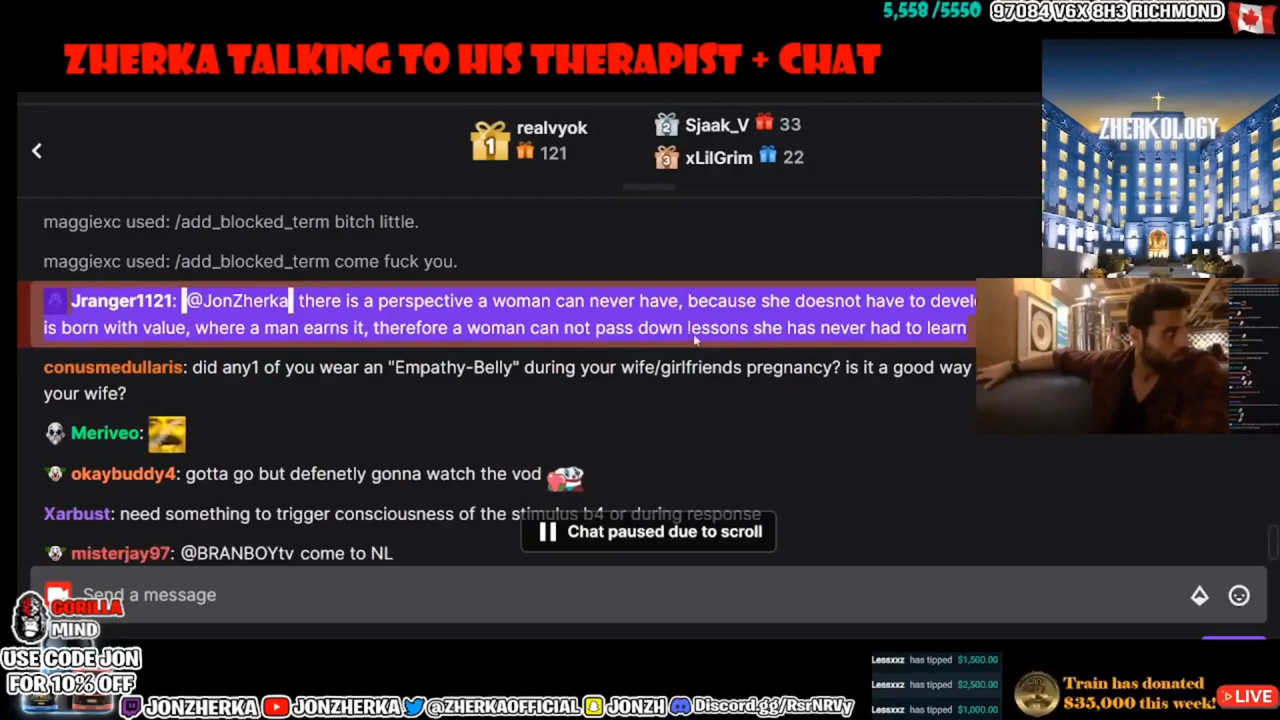 5,558 /5550
97084 V6X 8H3 RICHMOND
ZHERKA TALKING TO HIS THERAPIST + CHAT
ZHERKOLOGY
1
realvyok
121
2 Sjaak_V 33
3 xLilGrim 22
maggiexc used: /add_blocked_term bitch little.
maggiexc used: /add_blocked_term come fuck you.
Jranger1121: @JonZherka there is a perspective a woman can never have, because she doesnot have to devel
is born with value, where a man earns it, therefore a woman can not pass down lessons she has never had to learn
conusmedullaris: did any1 of you wear an "Empathy-Belly" during your wife/girlfriends pregnancy? is it a good way
your wife?
Meriveo:
okaybuddy4: gotta go but defenetly gonna watch the vod
Xarbust: need something to trigger consciousness of the stimulus b4 or during response
Chat paused due to scroll
misterjay97: @BRANBOYtv come to NL
Send a message
GORILLA
MIND
USE CODE JON
FOR 10% OFF
Lessxxz has tipped $1,500.00
Lessxxz has tipped $2,500.00
Lessxxz has tipped $1,000.00
Train has donated
$35,000 this week!
LIVE
JONZHERKA JONZHERKA @ZHERKAOFFICIAL JONZH Discord.gg/RsrNRVy